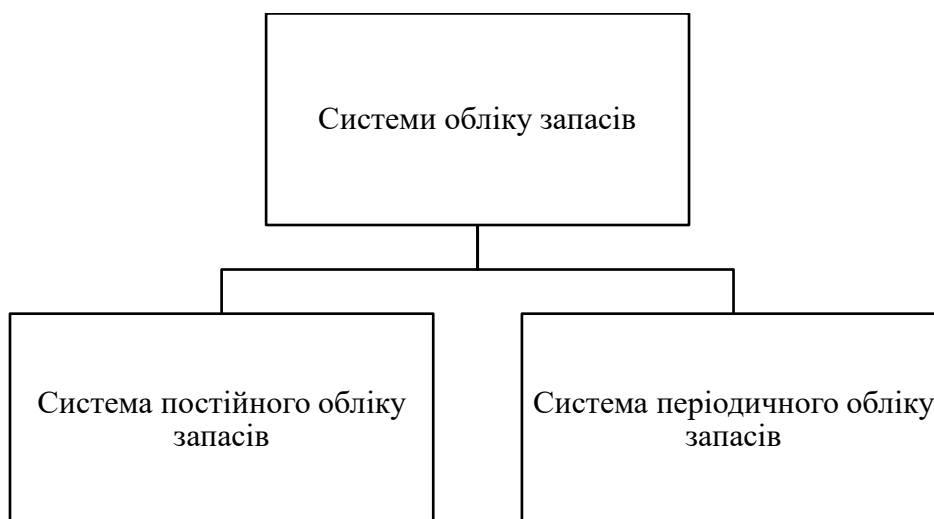 Системи обліку запасів
Система постійного обліку
запасів
Система періодичного обліку
запасів